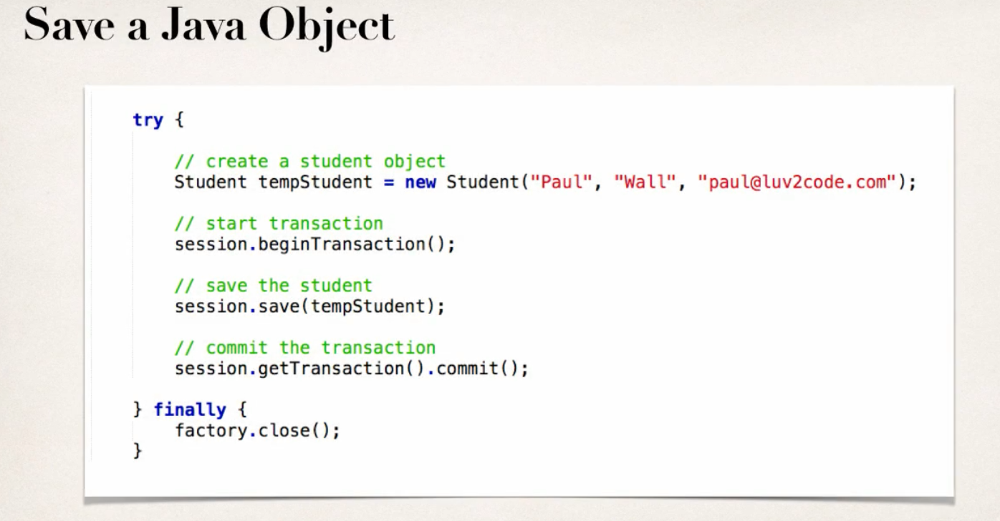 Save a Java Object
try {
// create a student object
Student tempStudent = new Student("Paul", "Wall", "paul@luv2code.com");
// start transaction
session.beginTransaction();
// save the student
session.save(tempStudent);
// commit the transaction
session.getTransaction().commit();
} finally {
factory.close();
}